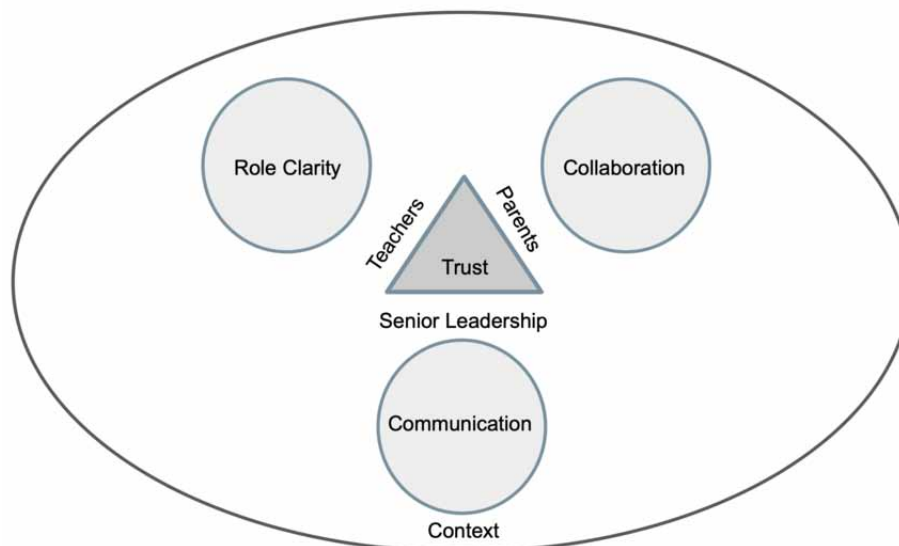 Role Clarity
Collaboration
Teachers
Parents
Trust
Senior Leadership
Communication
Context